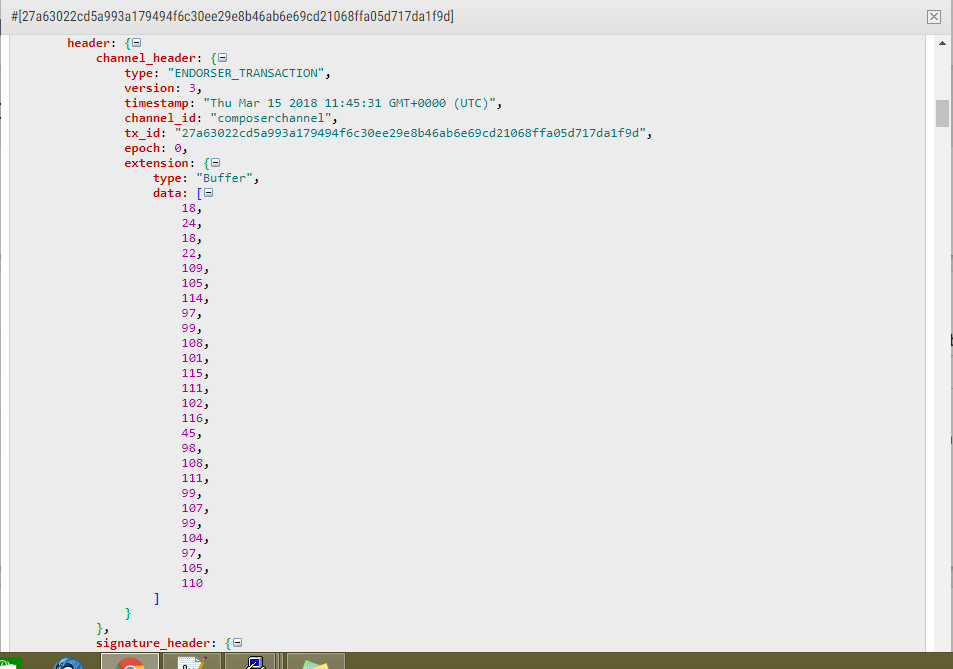 #[27a63022cd5a993a179494f6c30ee29e8b46ab6e69cd21068ffa05d717da1f9d]
header: {
channel_header: {
type: "ENDORSER_TRANSACTION",
version: 3,
timestamp: "Thu Mar 15 2018 11:45:31 GMT+0000 (UTC)",
channel_id: "composerchannel",
tx_id: "27a63022cd5a993a179494f6c30ee29e8b46ab6e69cd21068ffa05d717da1f9d",
epoch: 0,
extension: {
type: "Buffer",
data: [
18,
24,
18,
22,
109,
105,
114,
97,
99,
108,
101,
115,
111,
102,
116,
45,
98,
108,
111,
99,
107,
99,
104,
97,
105,
110
]
}
},
signature_header: {